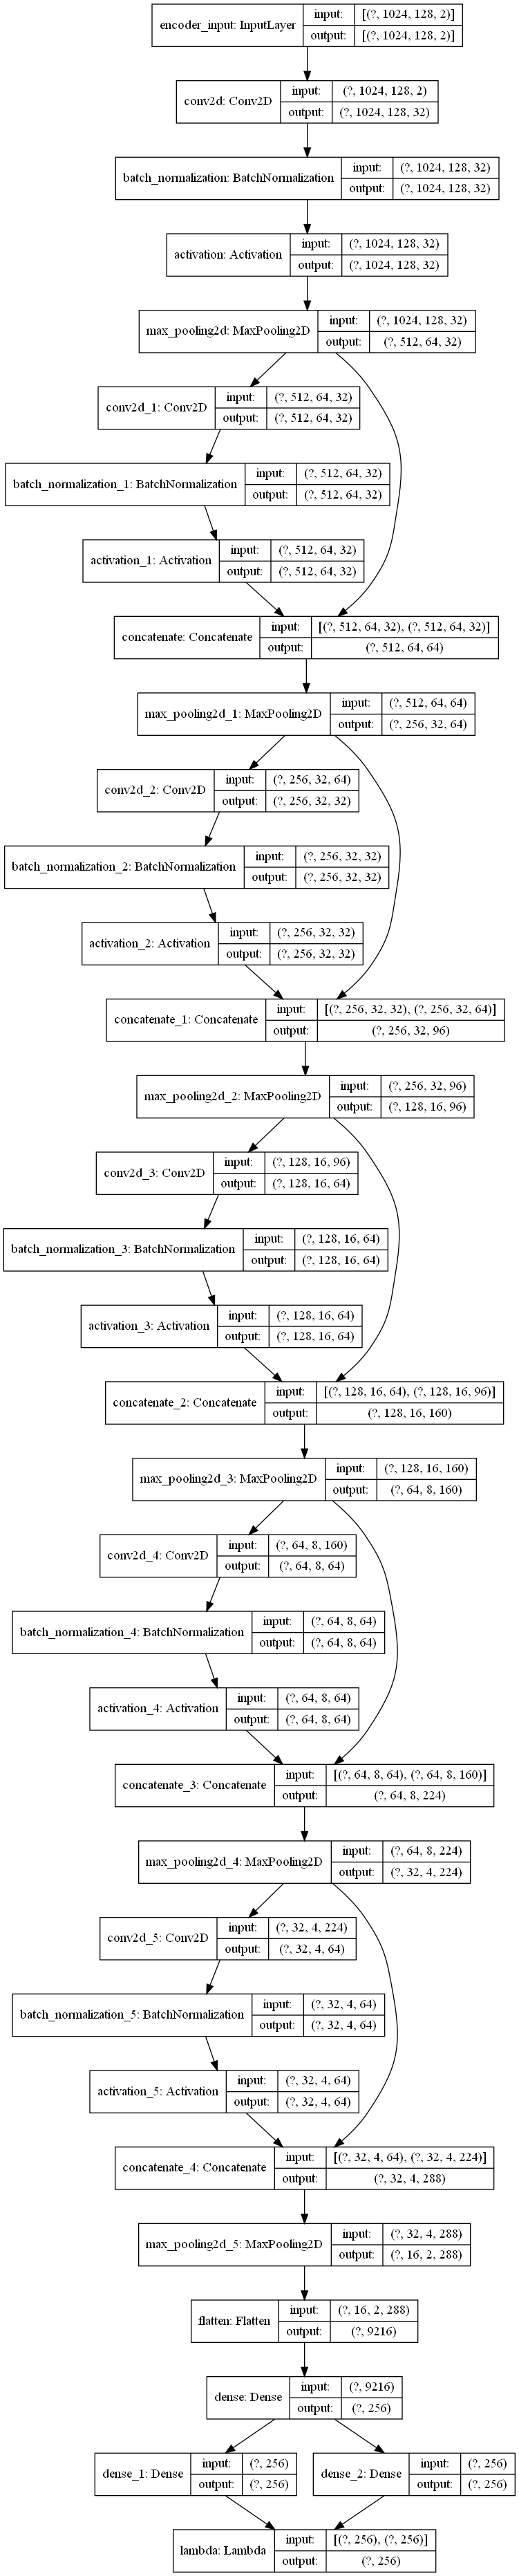 encoder_input: InputLayer
input: [(?, 1024, 128, 2)]
output: [(?, 1024, 128, 2)]
conv2d: Conv2D
input: (?, 1024, 128, 2)
output: (?, 1024, 128, 32)
batch_normalization: BatchNormalization
input: (?, 1024, 128, 32)
output: (?, 1024, 128, 32)
activation: Activation
input: (?, 1024, 128, 32)
output: (?, 1024, 128, 32)
max_pooling2d: MaxPooling2D
input: (?, 1024, 128, 32)
output: (?, 512, 64, 32)
conv2d_1: Conv2D
input: (?, 512, 64, 32)
output: (?, 512, 64, 32)
batch_normalization_1: BatchNormalization
input: (?, 512, 64, 32)
output: (?, 512, 64, 32)
activation_1: Activation
input: (?, 512, 64, 32)
output: (?, 512, 64, 32)
concatenate: Concatenate
input: [(?, 512, 64, 32), (?, 512, 64, 32)]
output: (?, 512, 64, 64)
max_pooling2d_1: MaxPooling2D
input: (?, 512, 64, 64)
output: (?, 256, 32, 64)
conv2d_2: Conv2D
input: (?, 256, 32, 64)
output: (?, 256, 32, 32)
batch_normalization_2: BatchNormalization
input: (?, 256, 32, 32)
output: (?, 256, 32, 32)
activation_2: Activation
input: (?, 256, 32, 32)
output: (?, 256, 32, 32)
concatenate_1: Concatenate
input: [(?, 256, 32, 32), (?, 256, 32, 64)]
output: (?, 256, 32, 96)
max_pooling2d_2: MaxPooling2D
input: (?, 256, 32, 96)
output: (?, 128, 16, 96)
conv2d_3: Conv2D
input: (?, 128, 16, 96)
output: (?, 128, 16, 64)
batch_normalization_3: BatchNormalization
input: (?, 128, 16, 64)
output: (?, 128, 16, 64)
activation_3: Activation
input: (?, 128, 16, 64)
output: (?, 128, 16, 64)
concatenate_2: Concatenate
input: [(?, 128, 16, 64), (?, 128, 16, 96)]
output: (?, 128, 16, 160)
max_pooling2d_3: MaxPooling2D
input: (?, 128, 16, 160)
output: (?, 64, 8, 160)
conv2d_4: Conv2D
input: (?, 64, 8, 160)
output: (?, 64, 8, 64)
batch_normalization_4: BatchNormalization
input: (?, 64, 8, 64)
output: (?, 64, 8, 64)
activation_4: Activation
input: (?, 64, 8, 64)
output: (?, 64, 8, 64)
concatenate_3: Concatenate
input: [(?, 64, 8, 64), (?, 64, 8, 160)]
output: (?, 64, 8, 224)
max_pooling2d_4: MaxPooling2D
input: (?, 64, 8, 224)
output: (?, 32, 4, 224)
conv2d_5: Conv2D
input: (?, 32, 4, 224)
output: (?, 32, 4, 64)
batch_normalization_5: BatchNormalization
input: (?, 32, 4, 64)
output: (?, 32, 4, 64)
activation_5: Activation
input: (?, 32, 4, 64)
output: (?, 32, 4, 64)
concatenate_4: Concatenate
input: [(?, 32, 4, 64), (?, 32, 4, 224)]
output: (?, 32, 4, 288)
max_pooling2d_5: MaxPooling2D
input: (?, 32, 4, 288)
output: (?, 16, 2, 288)
flatten: Flatten
input: (?, 16, 2, 288)
output: (?, 9216)
dense: Dense
input: (?, 9216)
output: (?, 256)
dense_1: Dense
input: (?, 256)
output: (?, 256)
dense_2: Dense
input: (?, 256)
output: (?, 256)
lambda: Lambda
input: [(?, 256), (?, 256)]
output: (?, 256)